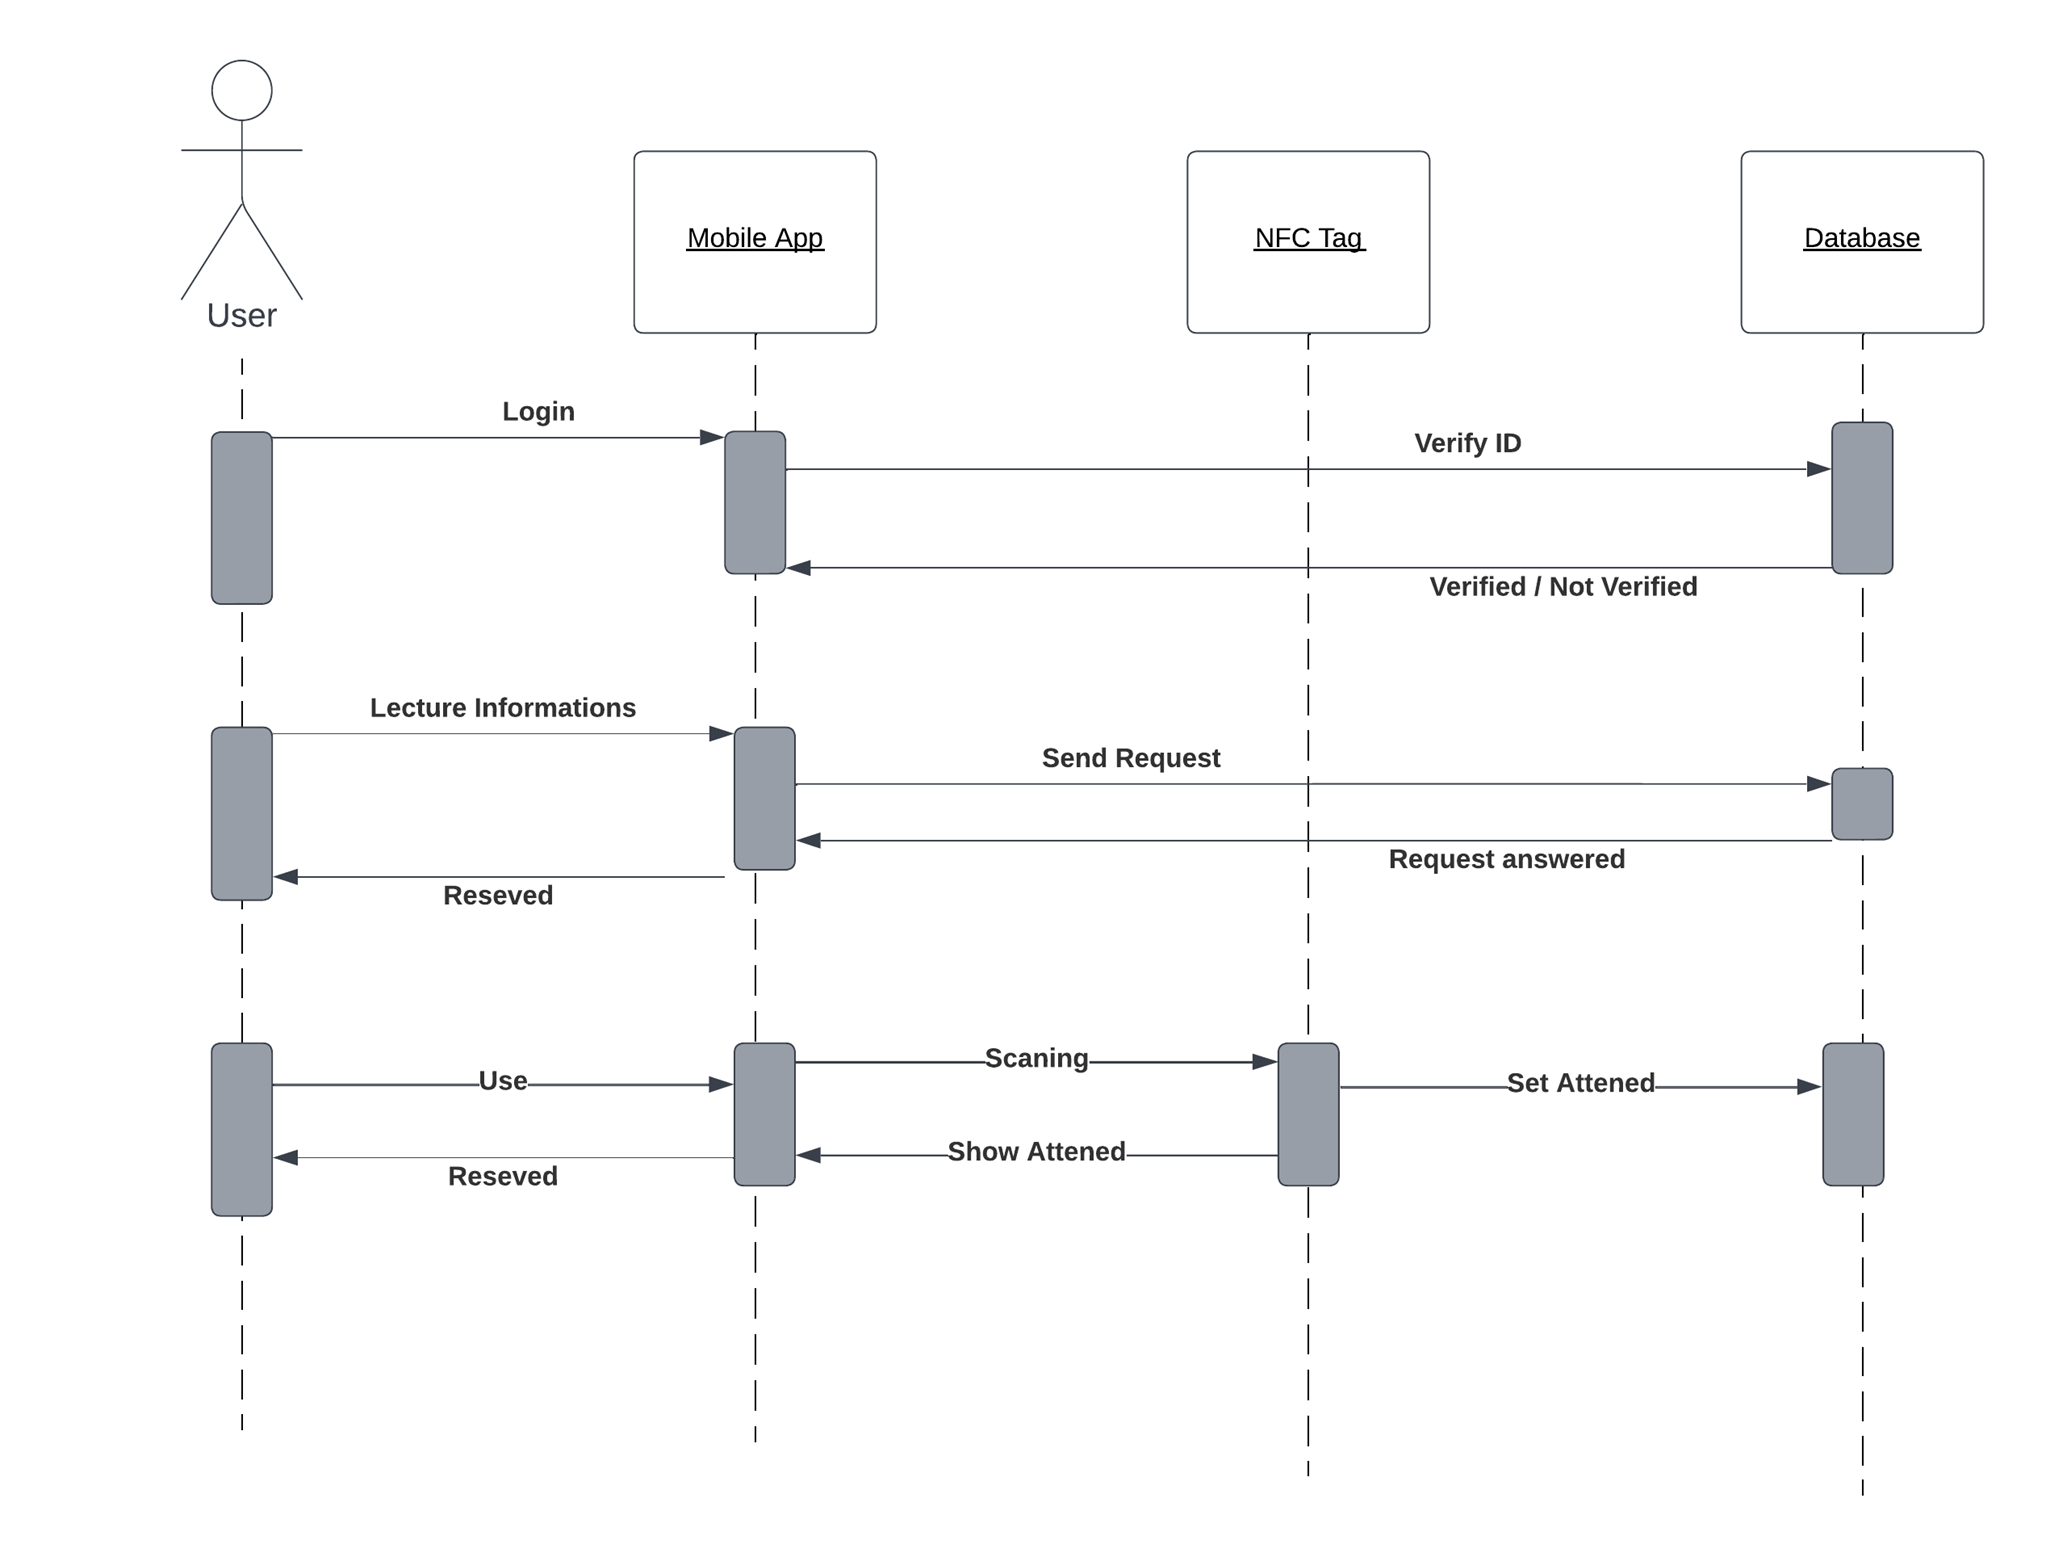 User
Mobile App
NFC Tag
Database
Login
Verify ID
Verified / Not Verified
Lecture Informations
Send Request
Request answered
Reseved
Scaning
Use
Set Attened
Show Attened
Reseved